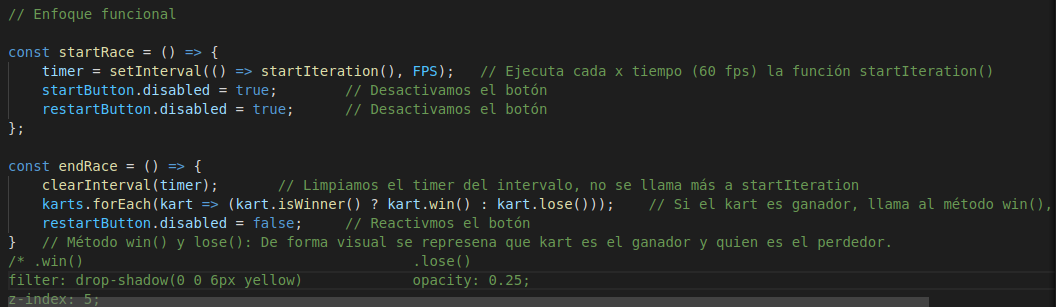 // Enfoque funcional
const startRace = () => {
timer = setInterval(() => startIteration(), FPS);   // Ejecuta cada x tiempo (60 fps) la función startIteration()
startButton.disabled = true;        // Desactivamos el botón
restartButton.disabled = true;      // Desactivamos el botón
};
const endRace = () => {
clearInterval(timer);       // Limpiamos el timer del intervalo, no se llama más a startIteration
karts.forEach(kart => (kart.isWinner() ? kart.win() : kart.lose()));    // Si el kart es ganador, llama al método win(),
restartButton.disabled = false;     // Reactivmos el botón
}   // Método win() y lose(): De forma visual se represena que kart es el ganador y quien es el perdedor.
/* .win()                                       .lose()
filter: drop-shadow(0 0 6px yellow)             opacity: 0.25;
z-index: 5;